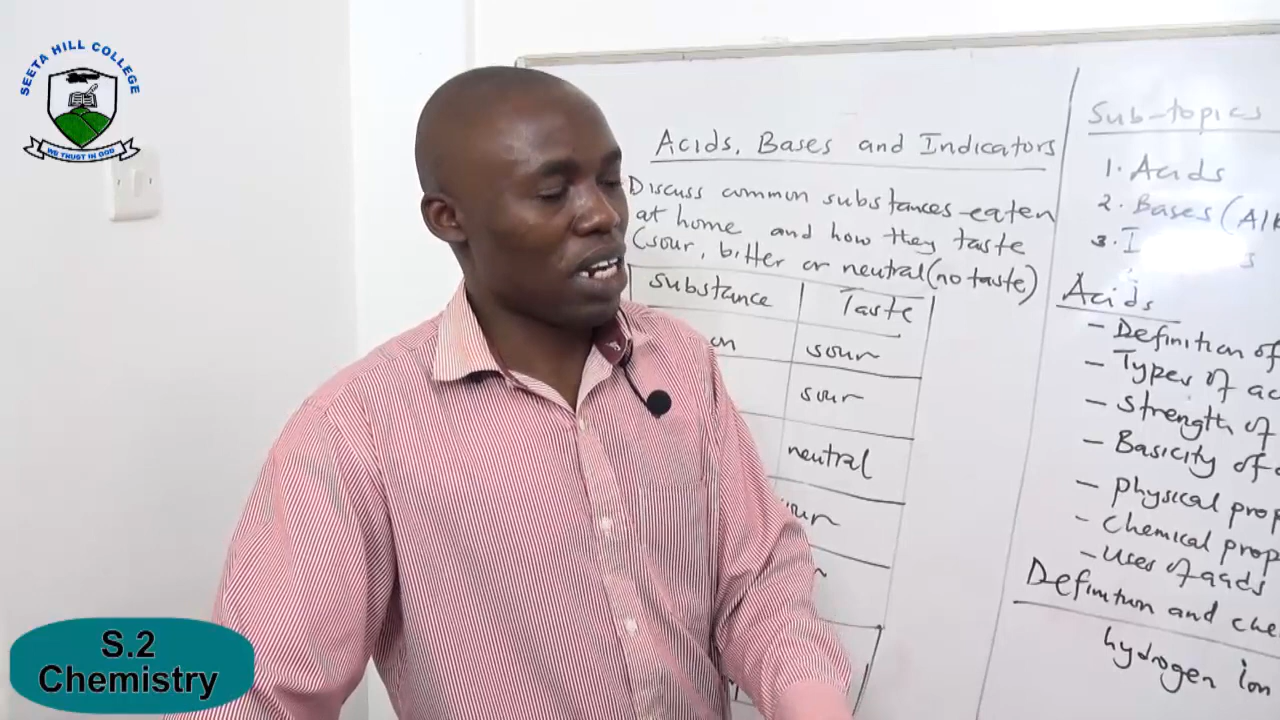 SEETA HILL COLLEGE
WE TRUST IN GOD
Acids, Bases and Indicators
Discuss common substances eaten
at home and how they taste
(sour, bitter or neutral (no taste)
substance Taste
on sour
sour
neutral
our
r
Sub-topics
1. Acids
2. Bases (Alk
3. I s
Acids
- Definition of
- Types of ac
- Strength of
- Basicity of
- physical prop
- Chemical prop
- Uses of acids
Definition and che
hydrogen ion
S.2
Chemistry